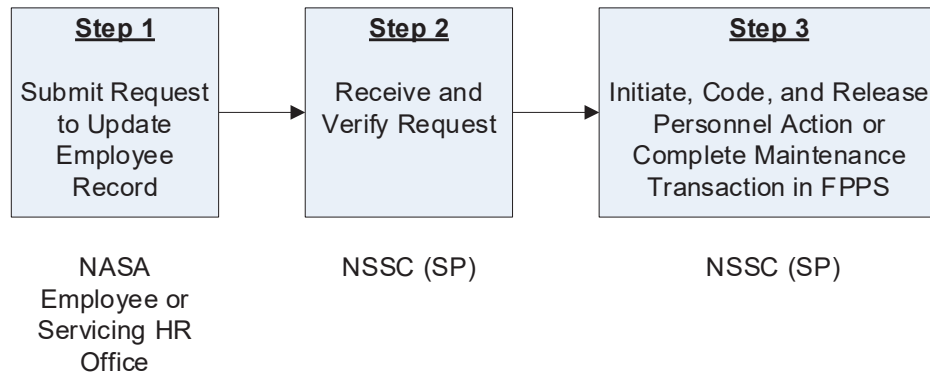 Step 1
Submit Request
to Update
Employee
Record
Step 2
Receive and
Verify Request
Step 3
Initiate, Code, and Release
Personnel Action or
Complete Maintenance
Transaction in FPPS
NASA
Employee or
Servicing HR
Office
NSSC (SP)
NSSC (SP)